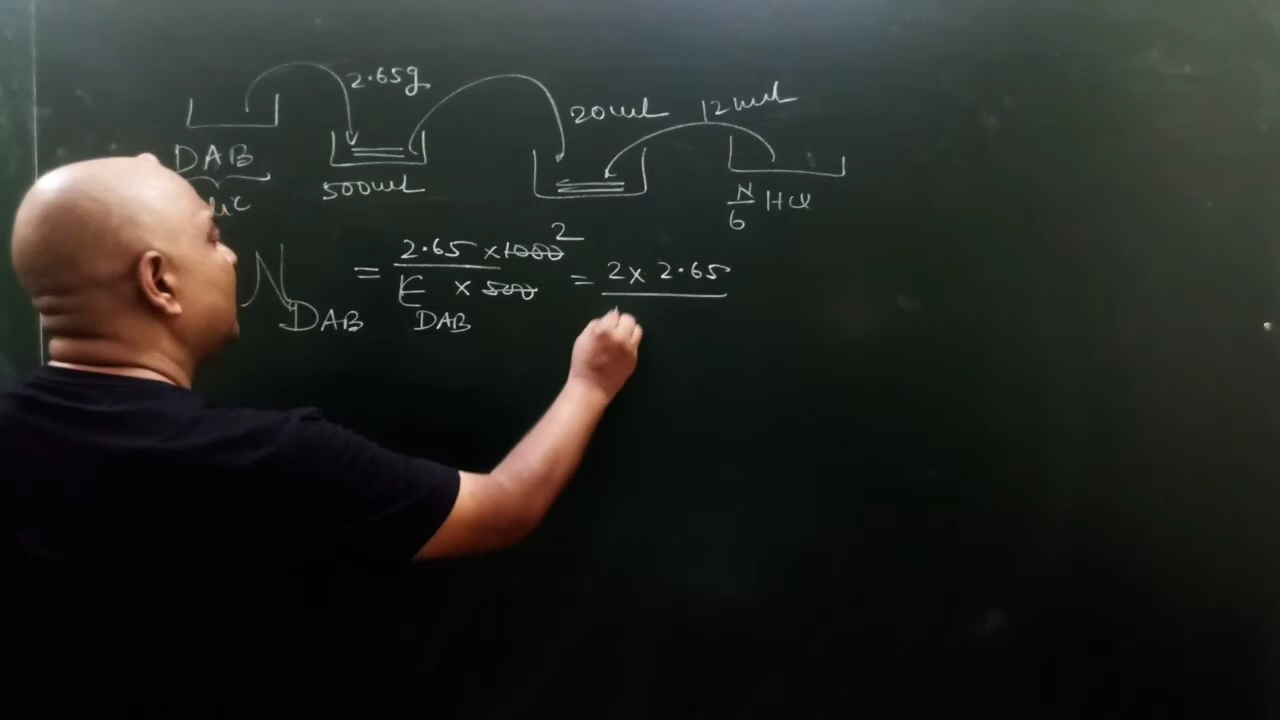 2.65g
20ml 12ml
DAB
500ml
N/6 HCl
N DAB = 2.65 × 1000 / E DAB × 500 2 = 2 × 2.65